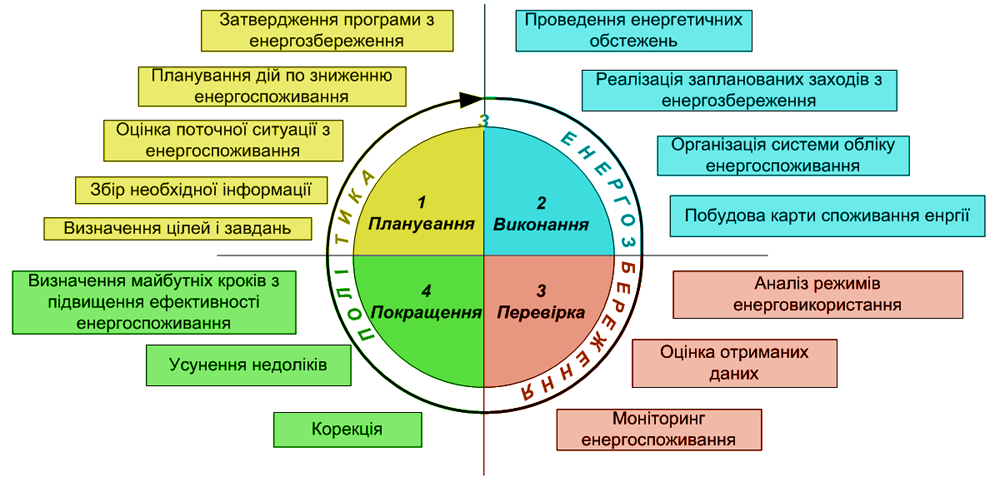 Затвердження програми з
енергозбереження
Планування дій по зниженню
енергоспоживання
Оцінка поточної ситуації з
енергоспоживання
Збір необхідної інформації
Визначення цілей і завдань
Проведення енергетичних
обстежень
Реалізація запланованих заходів з
енергозбереження
Організація системи обліку
енергоспоживання
Побудова карти споживання енргії
ПОЛІТИКА З ЕНЕРГОЗБЕРЕЖЕННЯ
1
Планування
2
Виконання
4
Покращення
3
Перевірка
Визначення майбутніх кроків з
підвищення ефективності
енергоспоживання
Усунення недоліків
Корекція
Аналіз режимів
енерговикористання
Оцінка отриманих
даних
Моніторинг
енергоспоживання